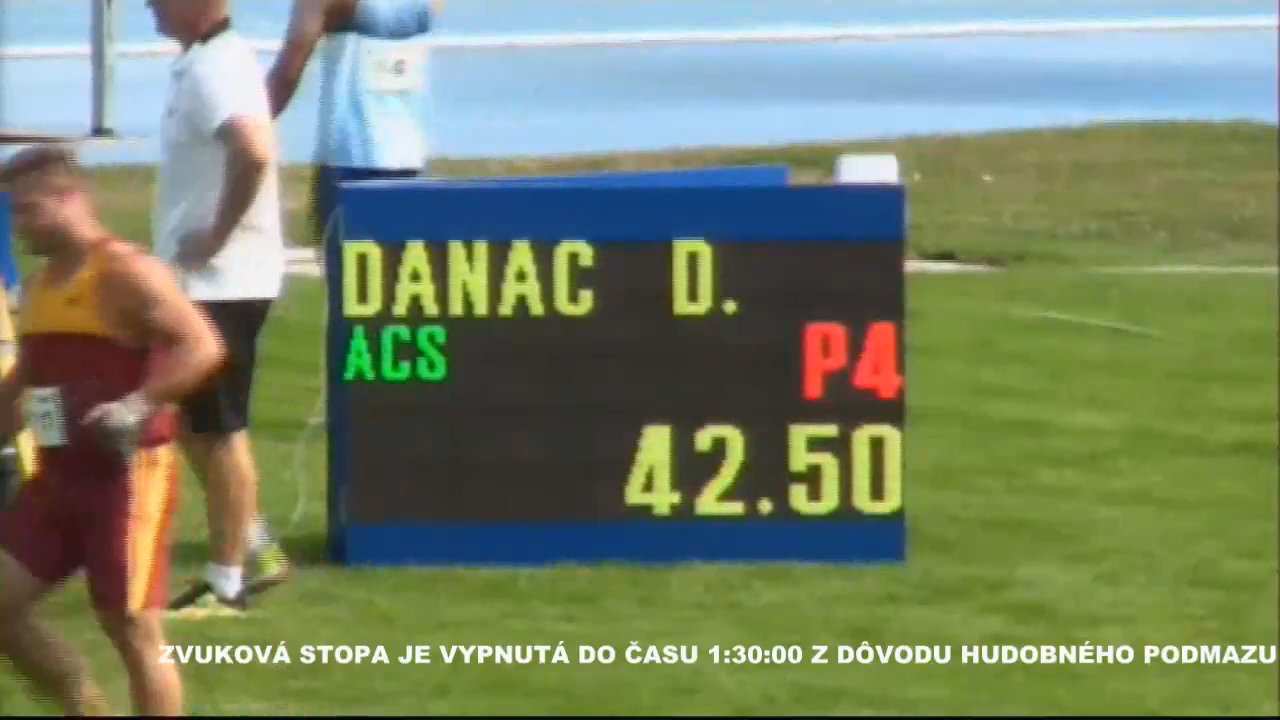 DANAC D.
ACS
P4
42.50
ZVUKOVÁ STOPA JE VYPNUTÁ DO ČASU 1:30:00 Z DÔVODU HUDOBNÉHO PODMAZU